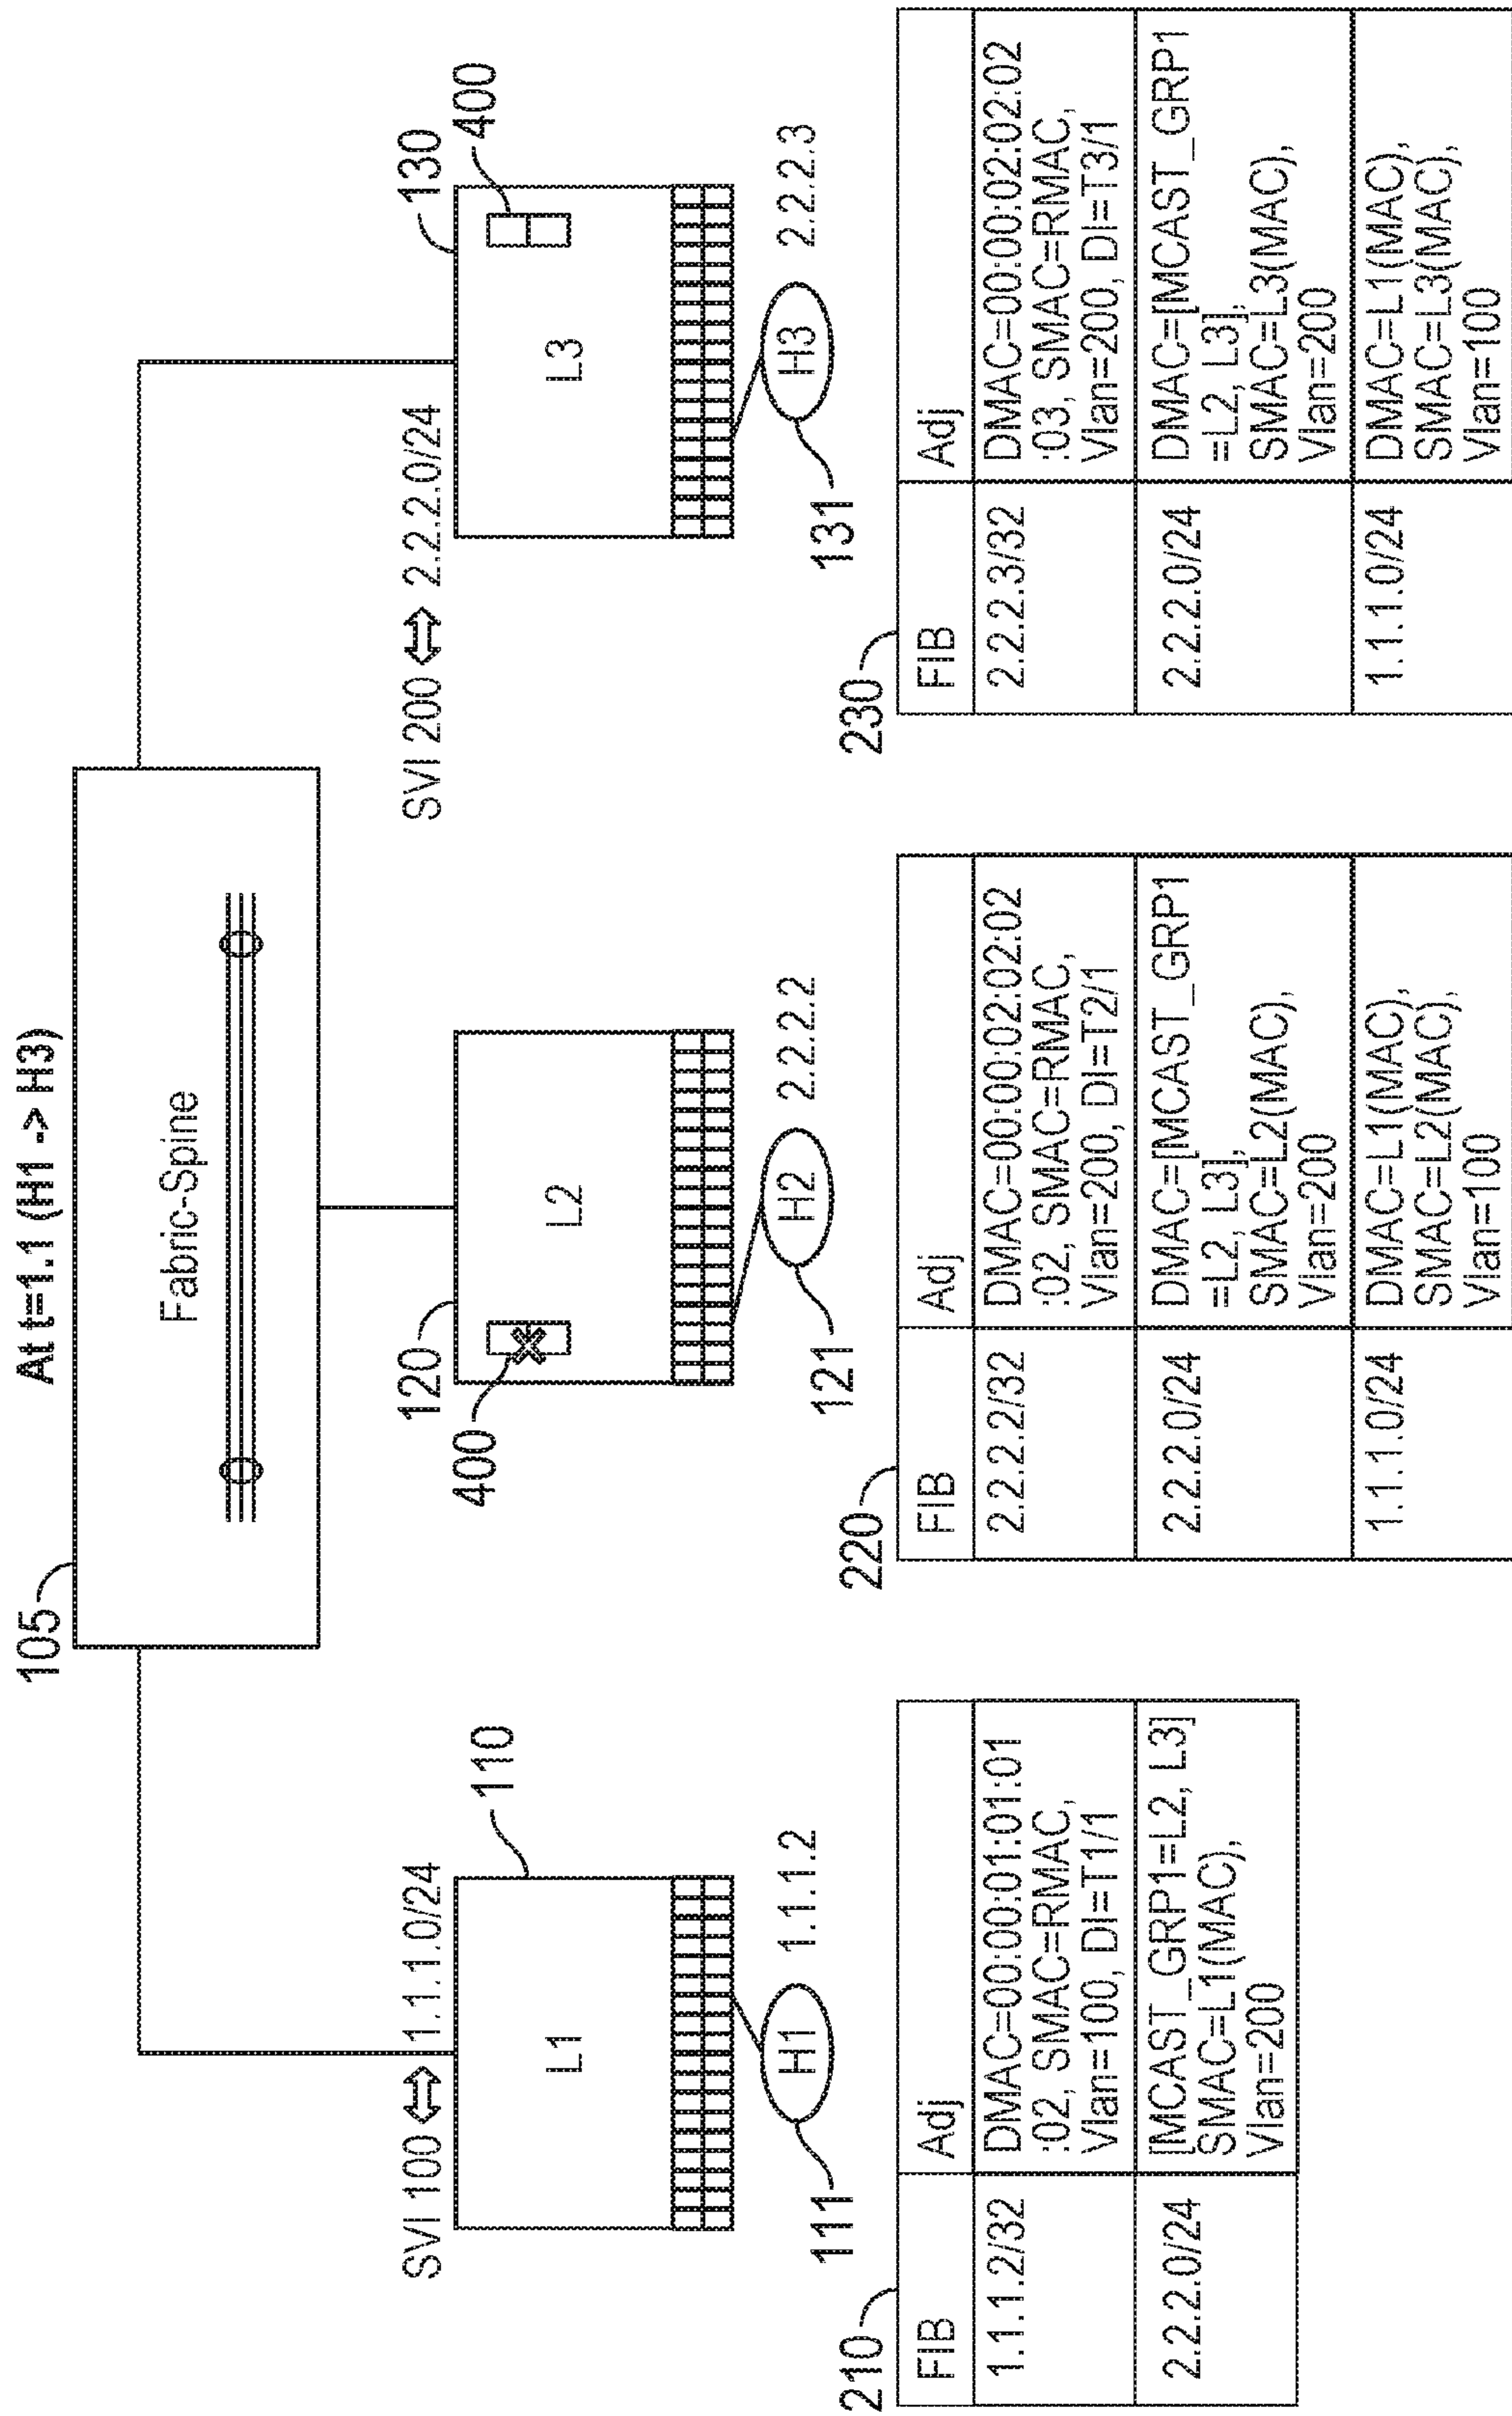 At t=1.1 (H1 -> H3)
105
Fabric-Spine
SVI 100 ⇔ 1.1.1.0/24
110
L1
H1
1.1.1.2
111
120
400
L2
H2
2.2.2.2
121
SVI 200 ⇔ 2.2.2.0/24
130
400
L3
H3
2.2.2.3
131
210
FIB
Adj
1.1.1.2/32
DMAC=00:00:01:01:01
:02, SMAC=RMAC,
Vlan=100, DI=T1/1
2.2.2.0/24
[MCAST_GRP1=L2, L3]
SMAC=L1(MAC),
Vlan=200
220
FIB
Adj
2.2.2.2/32
DMAC=00:00:02:02:02
:02, SMAC=RMAC,
Vlan=200, DI=T2/1
2.2.2.0/24
DMAC=[MCAST_GRP1
=L2, L3],
SMAC=L2(MAC),
Vlan=200
1.1.1.0/24
DMAC=L1(MAC),
SMAC=L2(MAC),
Vlan=100
230
FIB
Adj
2.2.2.3/32
DMAC=00:00:02:02:02
:03, SMAC=RMAC,
Vlan=200, DI=T3/1
2.2.2.0/24
DMAC=[MCAST_GRP1
=L2, L3],
SMAC=L3(MAC),
Vlan=200
1.1.1.0/24
DMAC=L1(MAC),
SMAC=L3(MAC),
Vlan=100